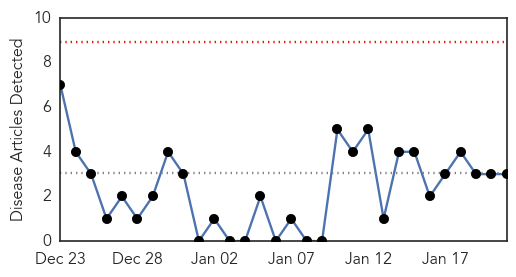 Disease Articles Detected
10
8
6
4
2
0
Dec 23
Dec 28
Jan 02
Jan 07
Jan 12
Jan 17